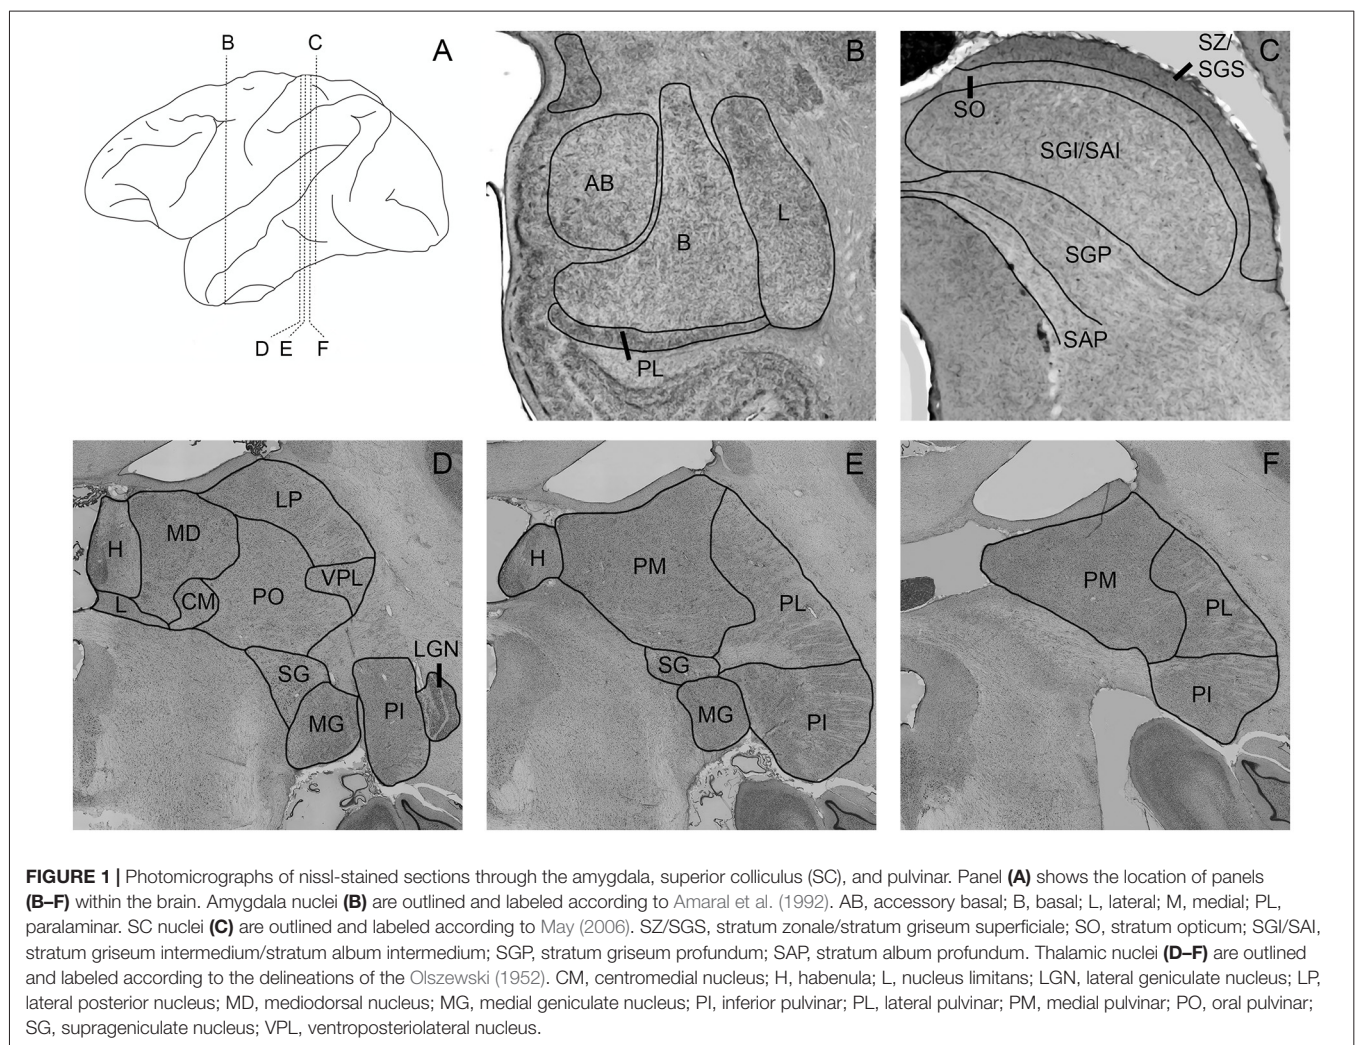 B
C
A
D
E
F
B
AB
B
L
PL
C
SZ/
SGS
SO
SGI/SAI
SGP
SAP
D
LP
MD
H
VPL
CM
PO
L
LGN
SG
PI
MG
E
H
PM
PL
SG
MG
PI
F
PM
PL
PI
FIGURE 1 | Photomicrographs of nissl-stained sections through the amygdala, superior colliculus (SC), and pulvinar. Panel (A) shows the location of panels
(B–F) within the brain. Amygdala nuclei (B) are outlined and labeled according to Amaral et al. (1992). AB, accessory basal; B, basal; L, lateral; M, medial; PL,
paralaminar. SC nuclei (C) are outlined and labeled according to May (2006). SZ/SGS, stratum zonale/stratum griseum superficiale; SO, stratum opticum; SGI/SAI,
stratum griseum intermedium/stratum album intermedium; SGP, stratum griseum profundum; SAP, stratum album profundum. Thalamic nuclei (D–F) are outlined
and labeled according to the delineations of the Olszewski (1952). CM, centromedial nucleus; H, habenula; L, nucleus limitans; LGN, lateral geniculate nucleus; LP,
lateral posterior nucleus; MD, mediodorsal nucleus; MG, medial geniculate nucleus; PI, inferior pulvinar; PL, lateral pulvinar; PM, medial pulvinar; PO, oral pulvinar;
SG, suprageniculate nucleus; VPL, ventroposteriolateral nucleus.